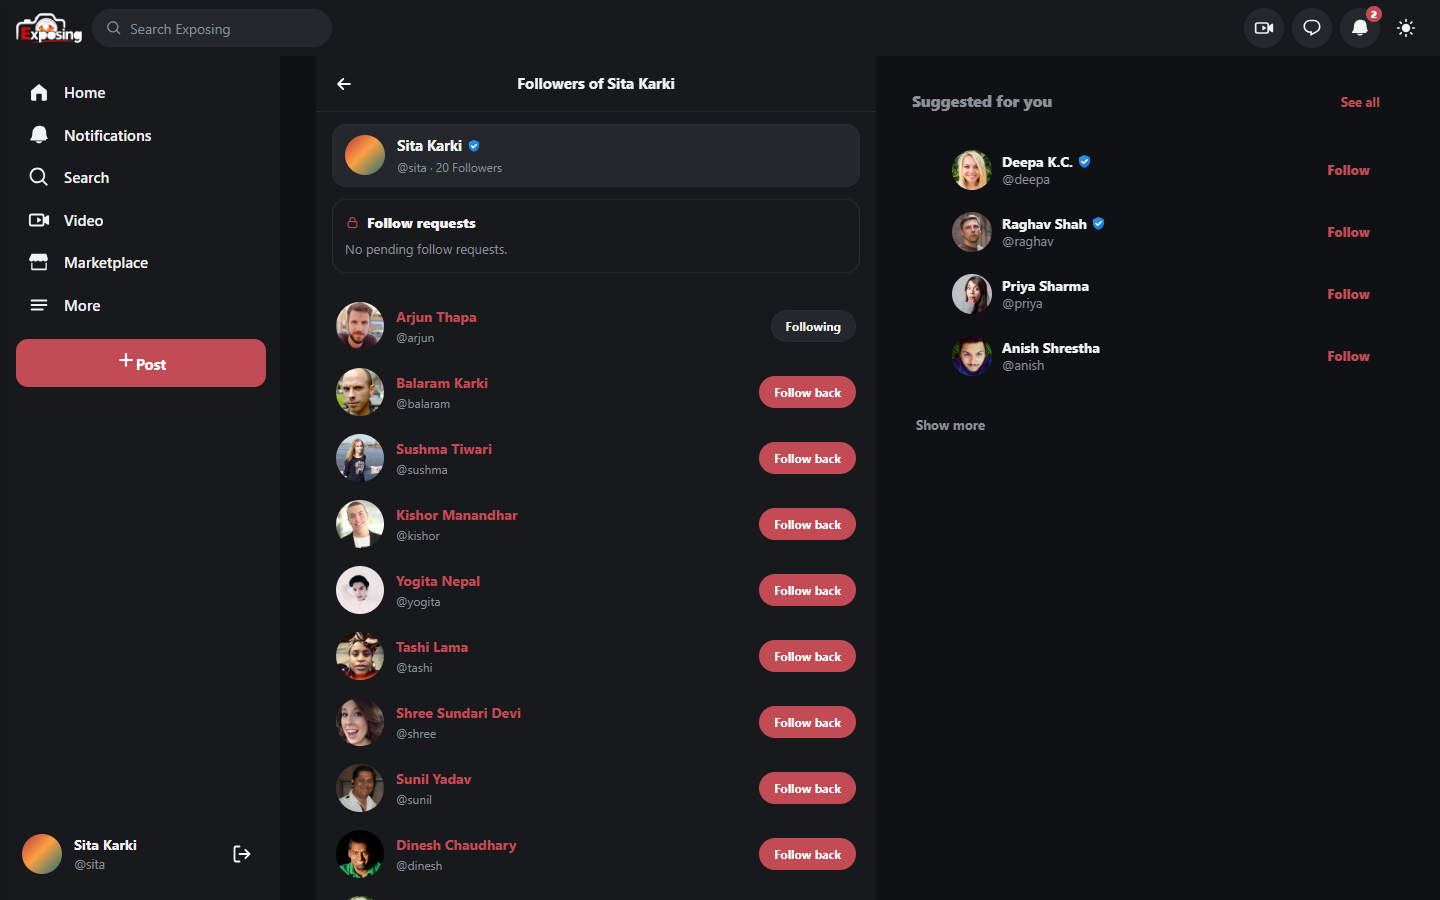 Exposing
Search Exposing
2
Home
Notifications
Search
Video
Marketplace
More
Post
Sita Karki
@sita
Followers of Sita Karki
Sita Karki
@sita · 20 Followers
Follow requests
No pending follow requests.
Arjun Thapa
@arjun
Following
Balaram Karki
@balaram
Follow back
Sushma Tiwari
@sushma
Follow back
Kishor Manandhar
@kishor
Follow back
Yogita Nepal
@yogita
Follow back
Tashi Lama
@tashi
Follow back
Shree Sundari Devi
@shree
Follow back
Sunil Yadav
@sunil
Follow back
Dinesh Chaudhary
@dinesh
Follow back
Suggested for you
See all
Deepa K.C.
@deepa
Follow
Raghav Shah
@raghav
Follow
Priya Sharma
@priya
Follow
Anish Shrestha
@anish
Follow
Show more